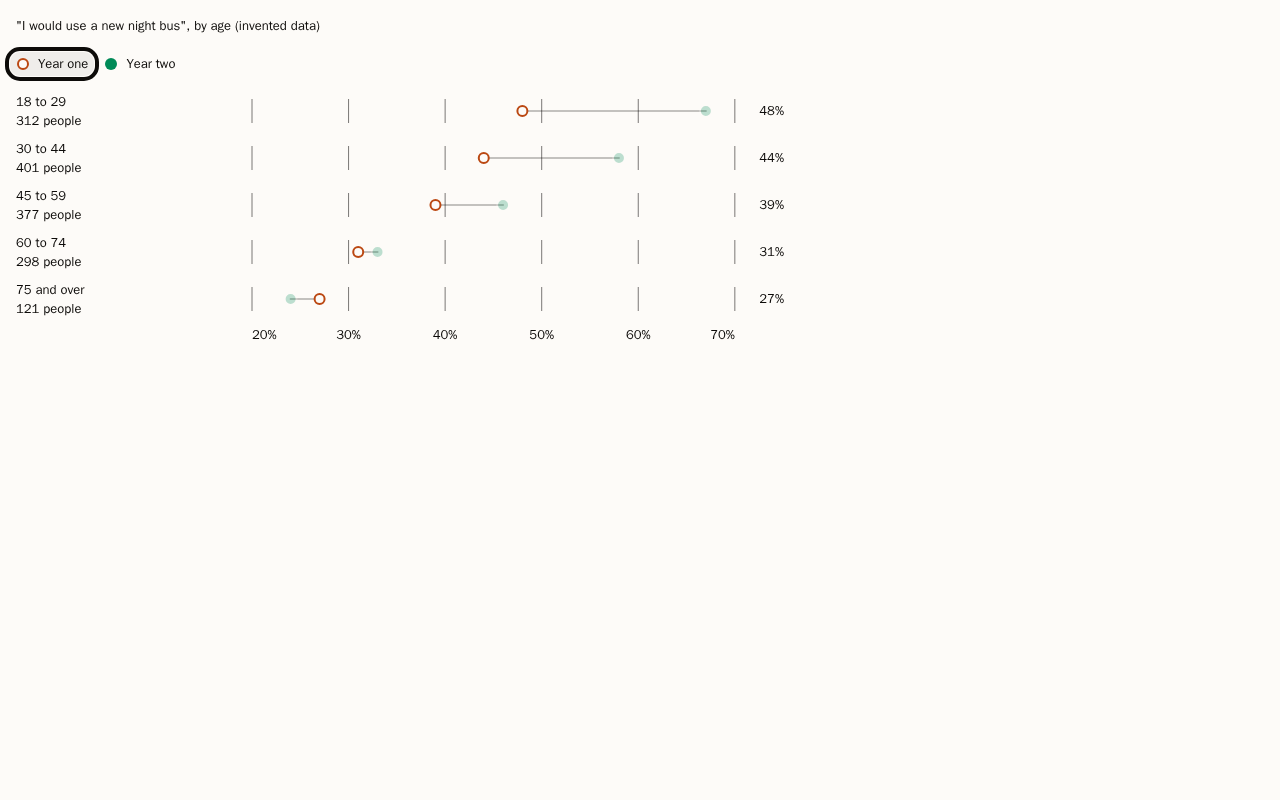 "I would use a new night bus", by age (invented data)
Year one Year two
18 to 29
312 people
48%
30 to 44
401 people
44%
45 to 59
377 people
39%
60 to 74
298 people
31%
75 and over
121 people
27%
20% 30% 40% 50% 60% 70%